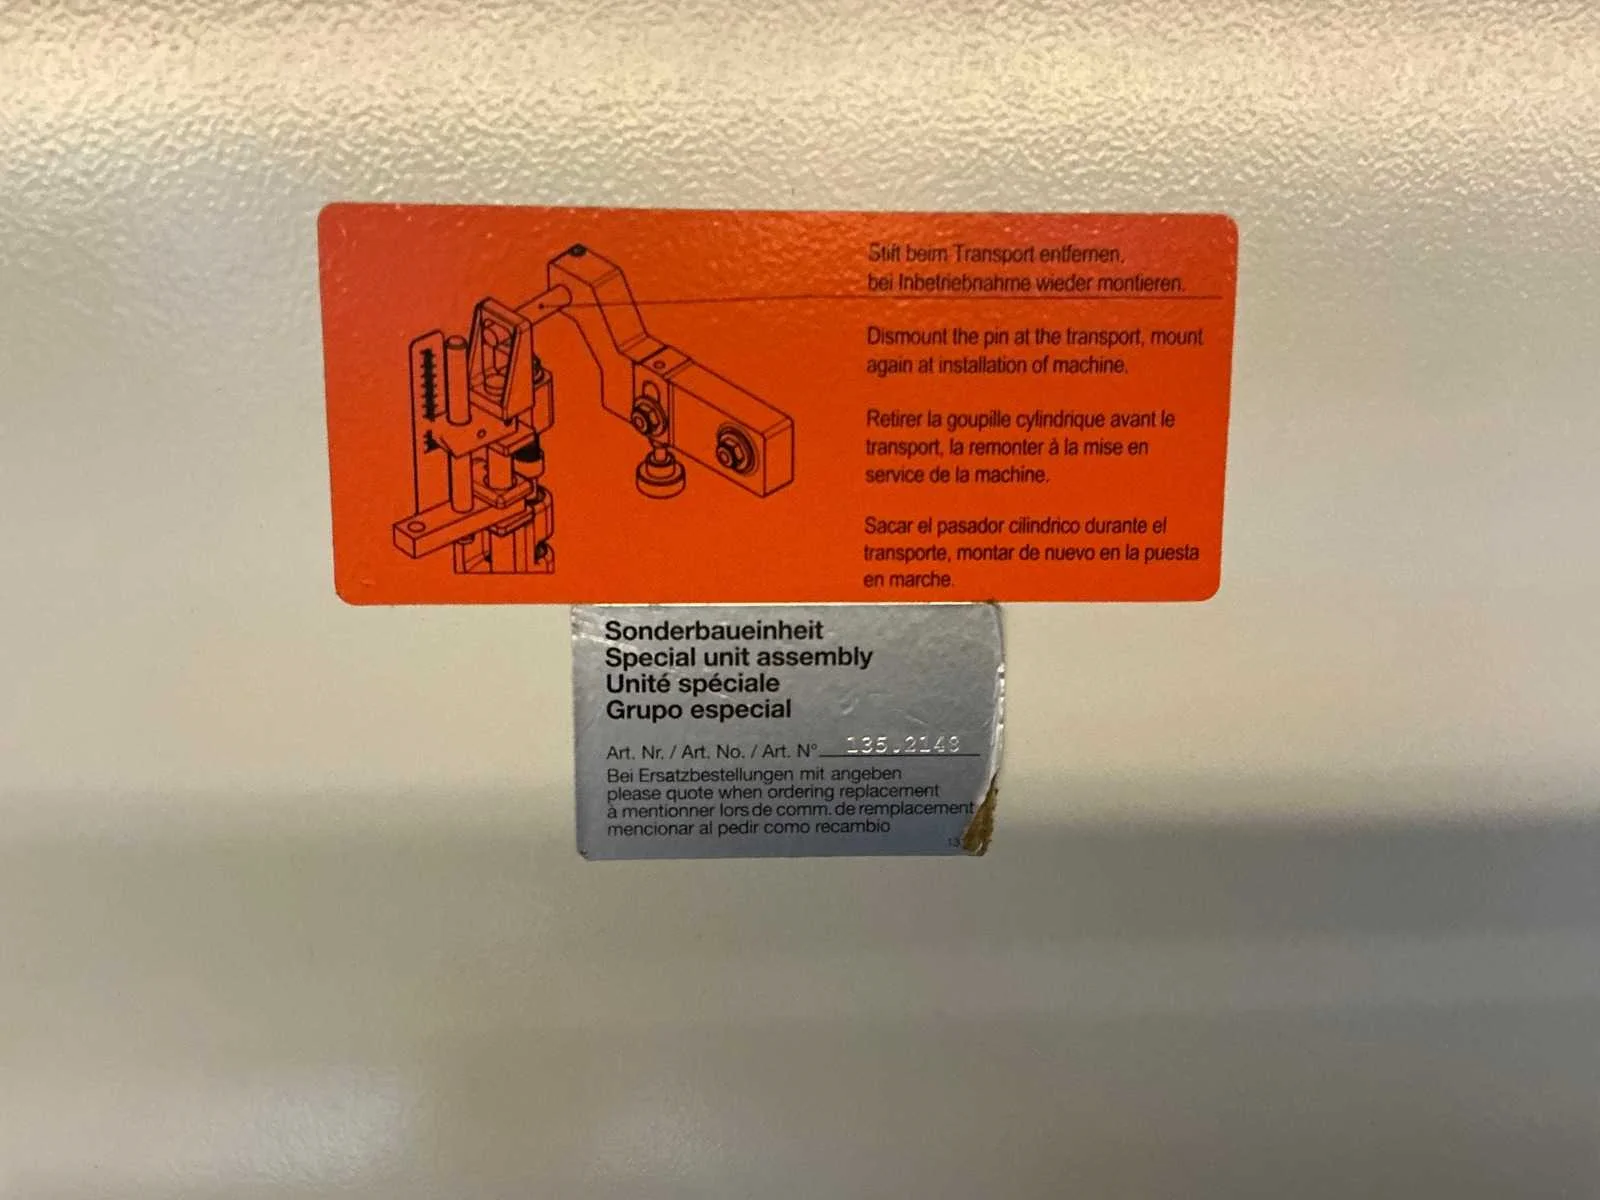 Stift beim Transport entfernen,
bei Inbetriebnahme wieder montieren.
Dismount the pin at the transport, mount
again at installation of machine.
Retirer la goupille cylindrique avant le
transport, la remonter à la mise en
service de la machine.
Sacar el pasador cilindrico durante el
transporte, montar de nuevo en la puesta
en marche.
Sonderbaueinheit
Special unit assembly
Unité spéciale
Grupo especial
Art. Nr. / Art. No. / Art. N° 135.2149
Bei Ersatzbestellungen mit angeben
please quote when ordering replacement
à mentionner lors de comm. de remplacement
mencionar al pedir como recambio